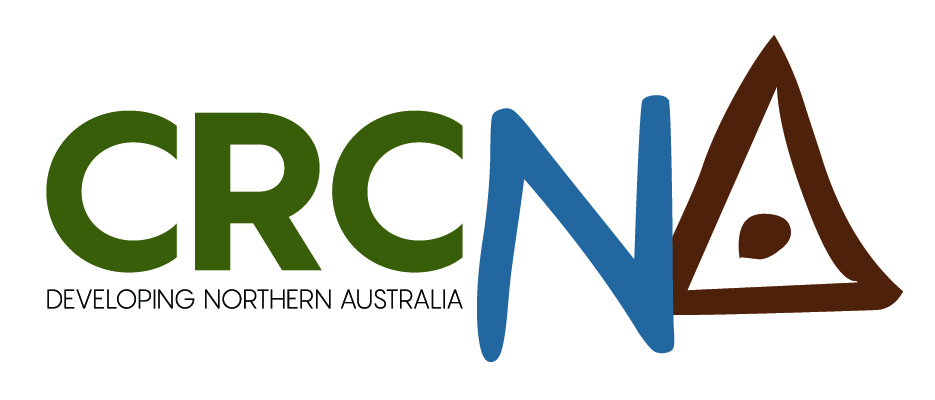 CRCNA
DEVELOPING NORTHERN AUSTRALIA